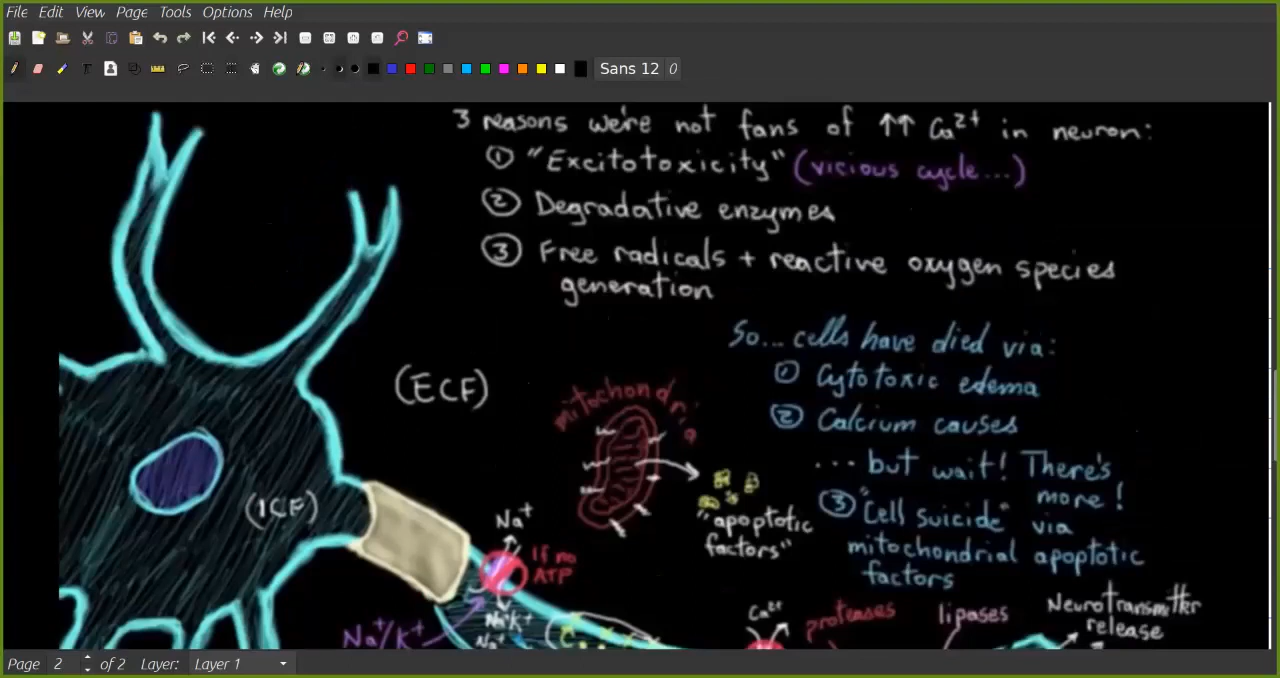 File Edit View Page Tools Options Help
Sans 12 0
3 reasons we're not fans of ↑↑ Ca²⁺ in neuron:
① "Excitotoxicity" (vicious cycle...)
② Degradative enzymes
③ Free radicals + reactive oxygen species
generation
So... cells have died via:
① Cytotoxic edema
② Calcium causes
... but wait! There's
more!
③ "Cell suicide" via
mitochondrial apoptotic
factors
(ECF)
mitochondria
"apoptotic
factors"
(ICF)
Na⁺
If no
ATP
Na⁺/K⁺
Na⁺
Ca²⁺
proteases
lipases
Neurotransmitter
release
Page 2 of 2 Layer: Layer 1